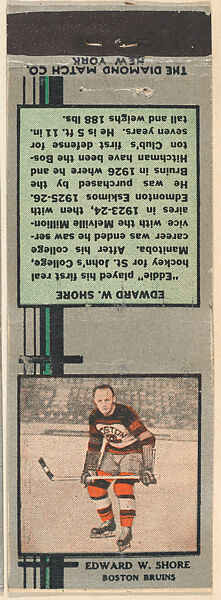 THE DIAMOND MATCH CO.
NEW YORK
EDWARD W. SHORE
"Eddie" played his first real
hockey for St. John's College,
Manitoba. After his college
career was ended he saw ser-
vice with the Melville Million-
aires in 1923-24, then with
Edmonton Eskimos 1925-26.
He was purchased by the
Bruins in 1926 where he and
Hitchman have been the Bos-
ton Club's first defense for
seven years. He is 5 ft. 11 in.
tall and weighs 188 lbs.
BOSTON
EDWARD W. SHORE
BOSTON BRUINS